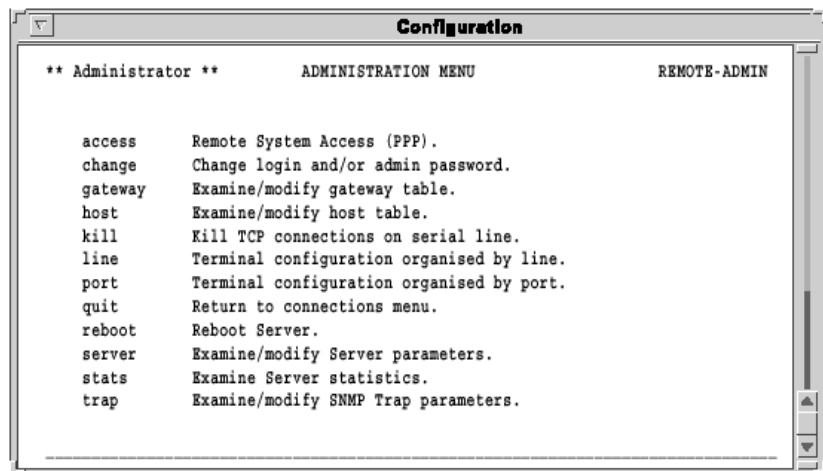 Configuration
** Administrator ** ADMINISTRATION MENU REMOTE-ADMIN
access Remote System Access (PPP).
change Change login and/or admin password.
gateway Examine/modify gateway table.
host Examine/modify host table.
kill Kill TCP connections on serial line.
line Terminal configuration organised by line.
port Terminal configuration organised by port.
quit Return to connections menu.
reboot Reboot Server.
server Examine/modify Server parameters.
stats Examine Server statistics.
trap Examine/modify SNMP Trap parameters.